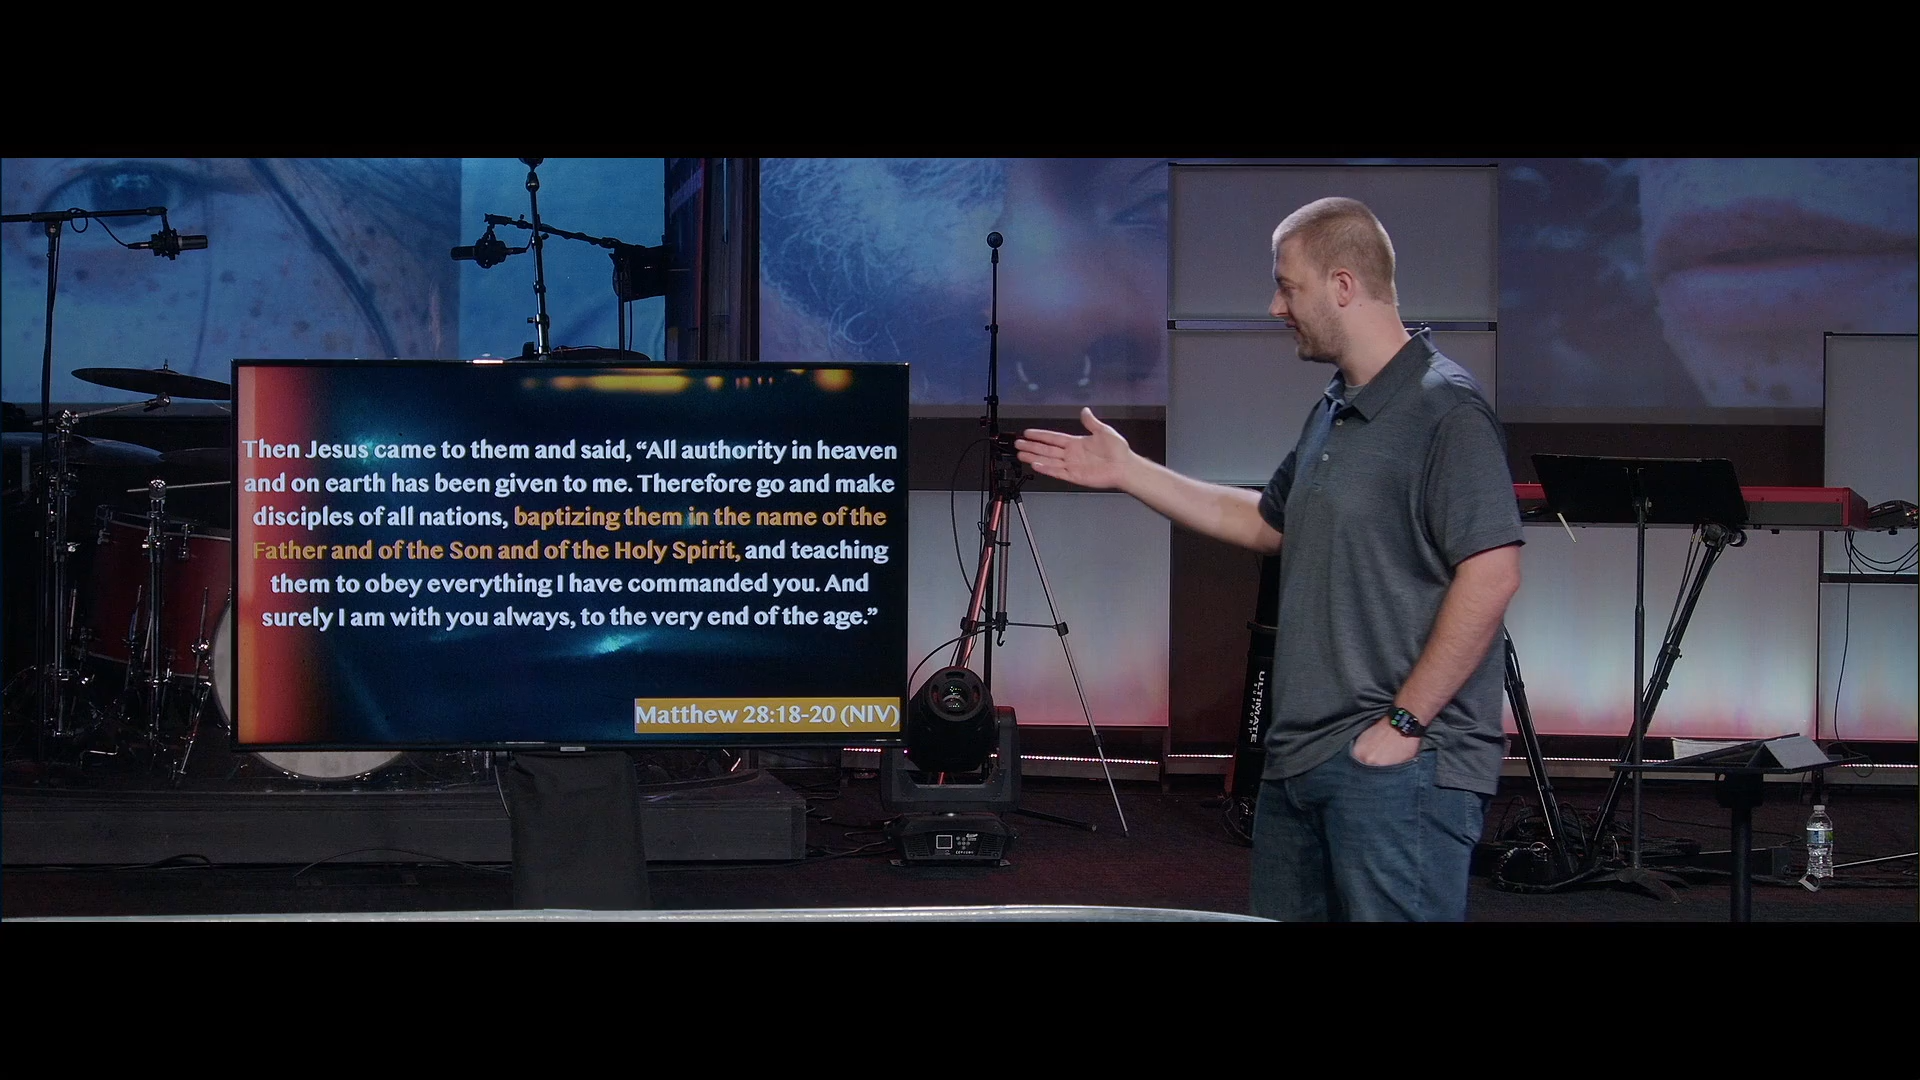 Then Jesus came to them and said, “All authority in heaven
and on earth has been given to me. Therefore go and make
disciples of all nations, baptizing them in the name of the
Father and of the Son and of the Holy Spirit, and teaching
them to obey everything I have commanded you. And
surely I am with you always, to the very end of the age.”
Matthew 28:18-20 (NIV)
ULTIMATE